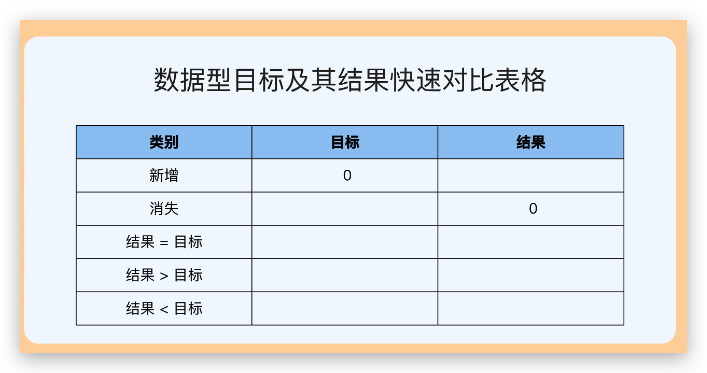 数据型目标及其结果快速对比表格
类别 目标 结果
新增 0
消失 0
结果 = 目标
结果 > 目标
结果 < 目标